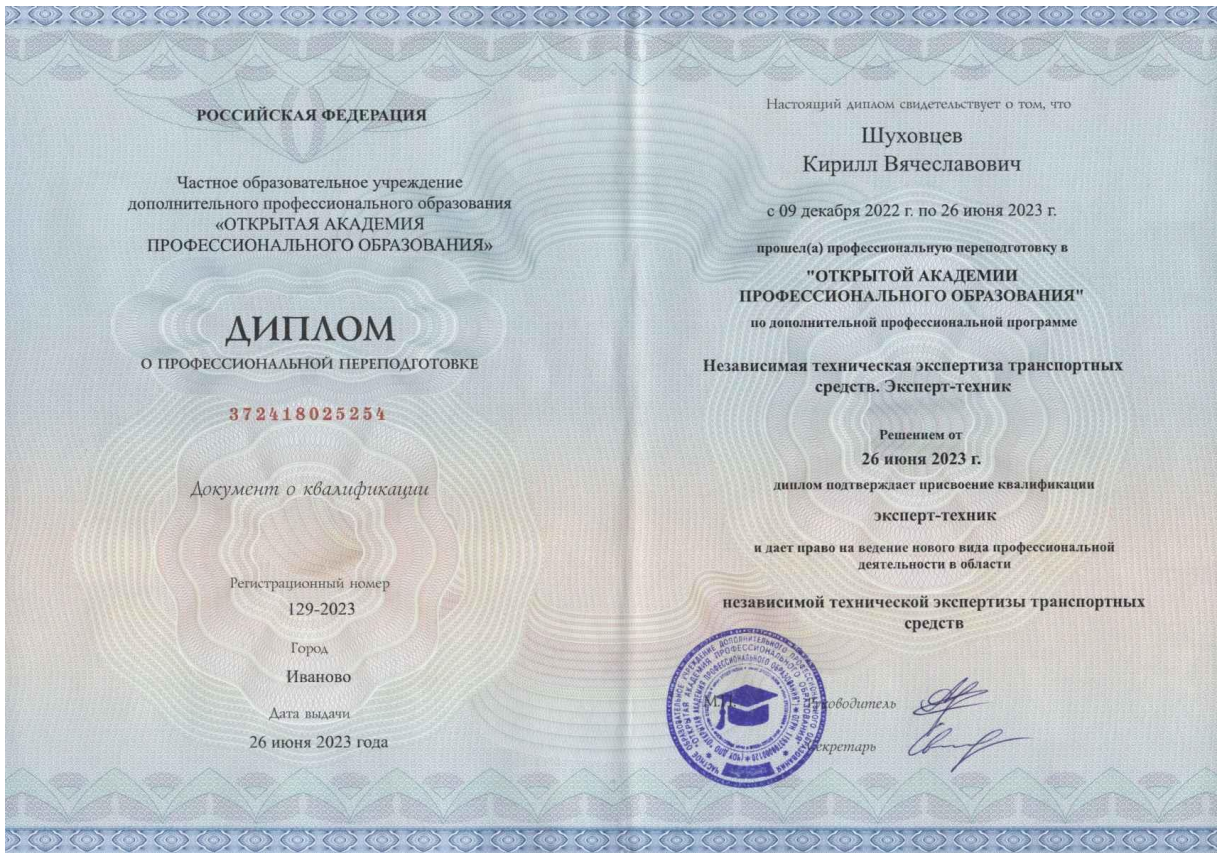 РОССИЙСКАЯ ФЕДЕРАЦИЯ
Частное образовательное учреждение
дополнительного профессионального образования
«ОТКРЫТАЯ АКАДЕМИЯ
ПРОФЕССИОНАЛЬНОГО ОБРАЗОВАНИЯ»
ДИПЛОМ
О ПРОФЕССИОНАЛЬНОЙ ПЕРЕПОДГОТОВКЕ
372418025254
Документ о квалификации
Регистрационный номер
129-2023
Город
Иваново
Дата выдачи
26 июня 2023 года
Настоящий диплом свидетельствует о том, что
Шуховцев
Кирилл Вячеславович
с 09 декабря 2022 г. по 26 июня 2023 г.
прошел(а) профессиональную переподготовку в
"ОТКРЫТОЙ АКАДЕМИИ
ПРОФЕССИОНАЛЬНОГО ОБРАЗОВАНИЯ"
по дополнительной профессиональной программе
Независимая техническая экспертиза транспортных
средств. Эксперт-техник
Решением от
26 июня 2023 г.
диплом подтверждает присвоение квалификации
эксперт-техник
и дает право на ведение нового вида профессиональной
деятельности в области
независимой технической экспертизы транспортных
средств
М.П.
Руководитель
Секретарь